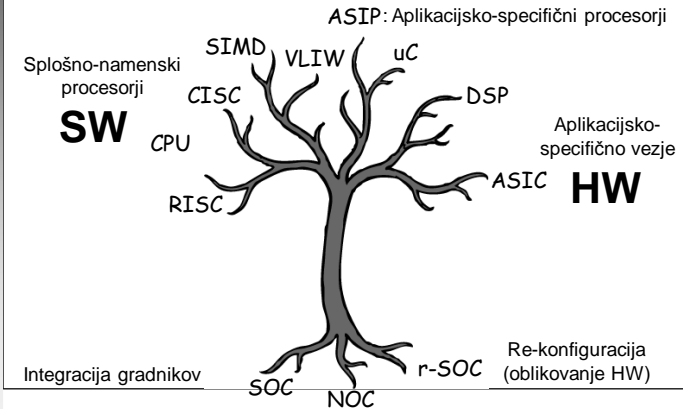 ASIP: Aplikacijsko-specifični procesorji
SIMD
VLIW
uC
Splošno-namenski
procesorji
SW
CISC
DSP
CPU
Aplikacijsko-
specifično vezje
HW
RISC
ASIC
Integracija gradnikov
SOC
NOC
r-SOC
Re-konfiguracija
(oblikovanje HW)